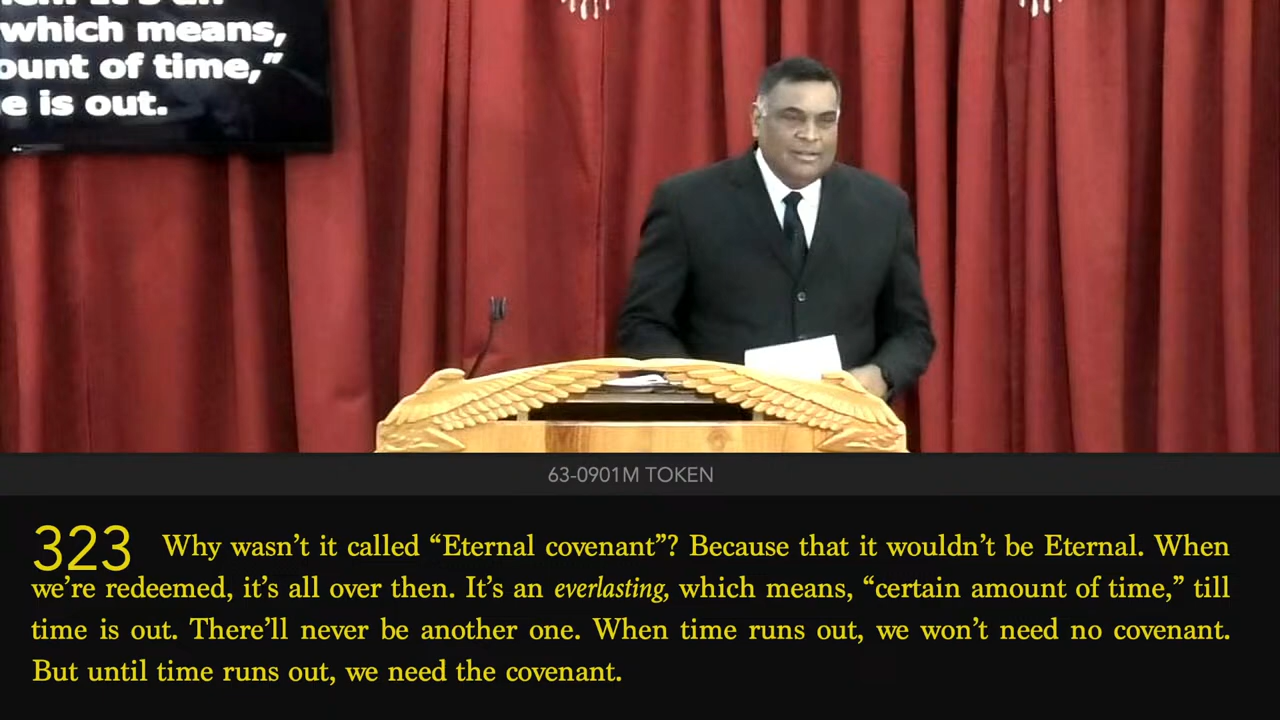 which means,
ount of time,”
e is out.
63-0901M TOKEN
323 Why wasn’t it called “Eternal covenant”? Because that it wouldn’t be Eternal. When
we’re redeemed, it’s all over then. It’s an everlasting, which means, “certain amount of time,” till
time is out. There’ll never be another one. When time runs out, we won’t need no covenant.
But until time runs out, we need the covenant.